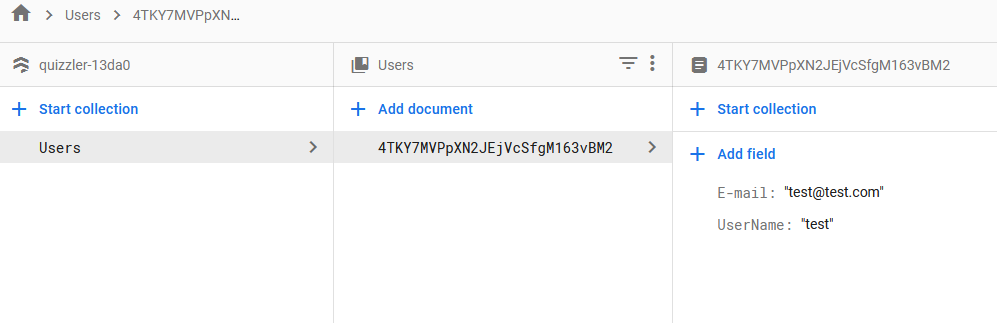 Users
4TKY7MVPpXN...
quizzler-13da0
Users
4TKY7MVPpXN2JEjVcSfgM163vBM2
Start collection
Add document
Start collection
Users
4TKY7MVPpXN2JEjVcSfgM163vBM2
Add field
E-mail: "test@test.com"
UserName: "test"